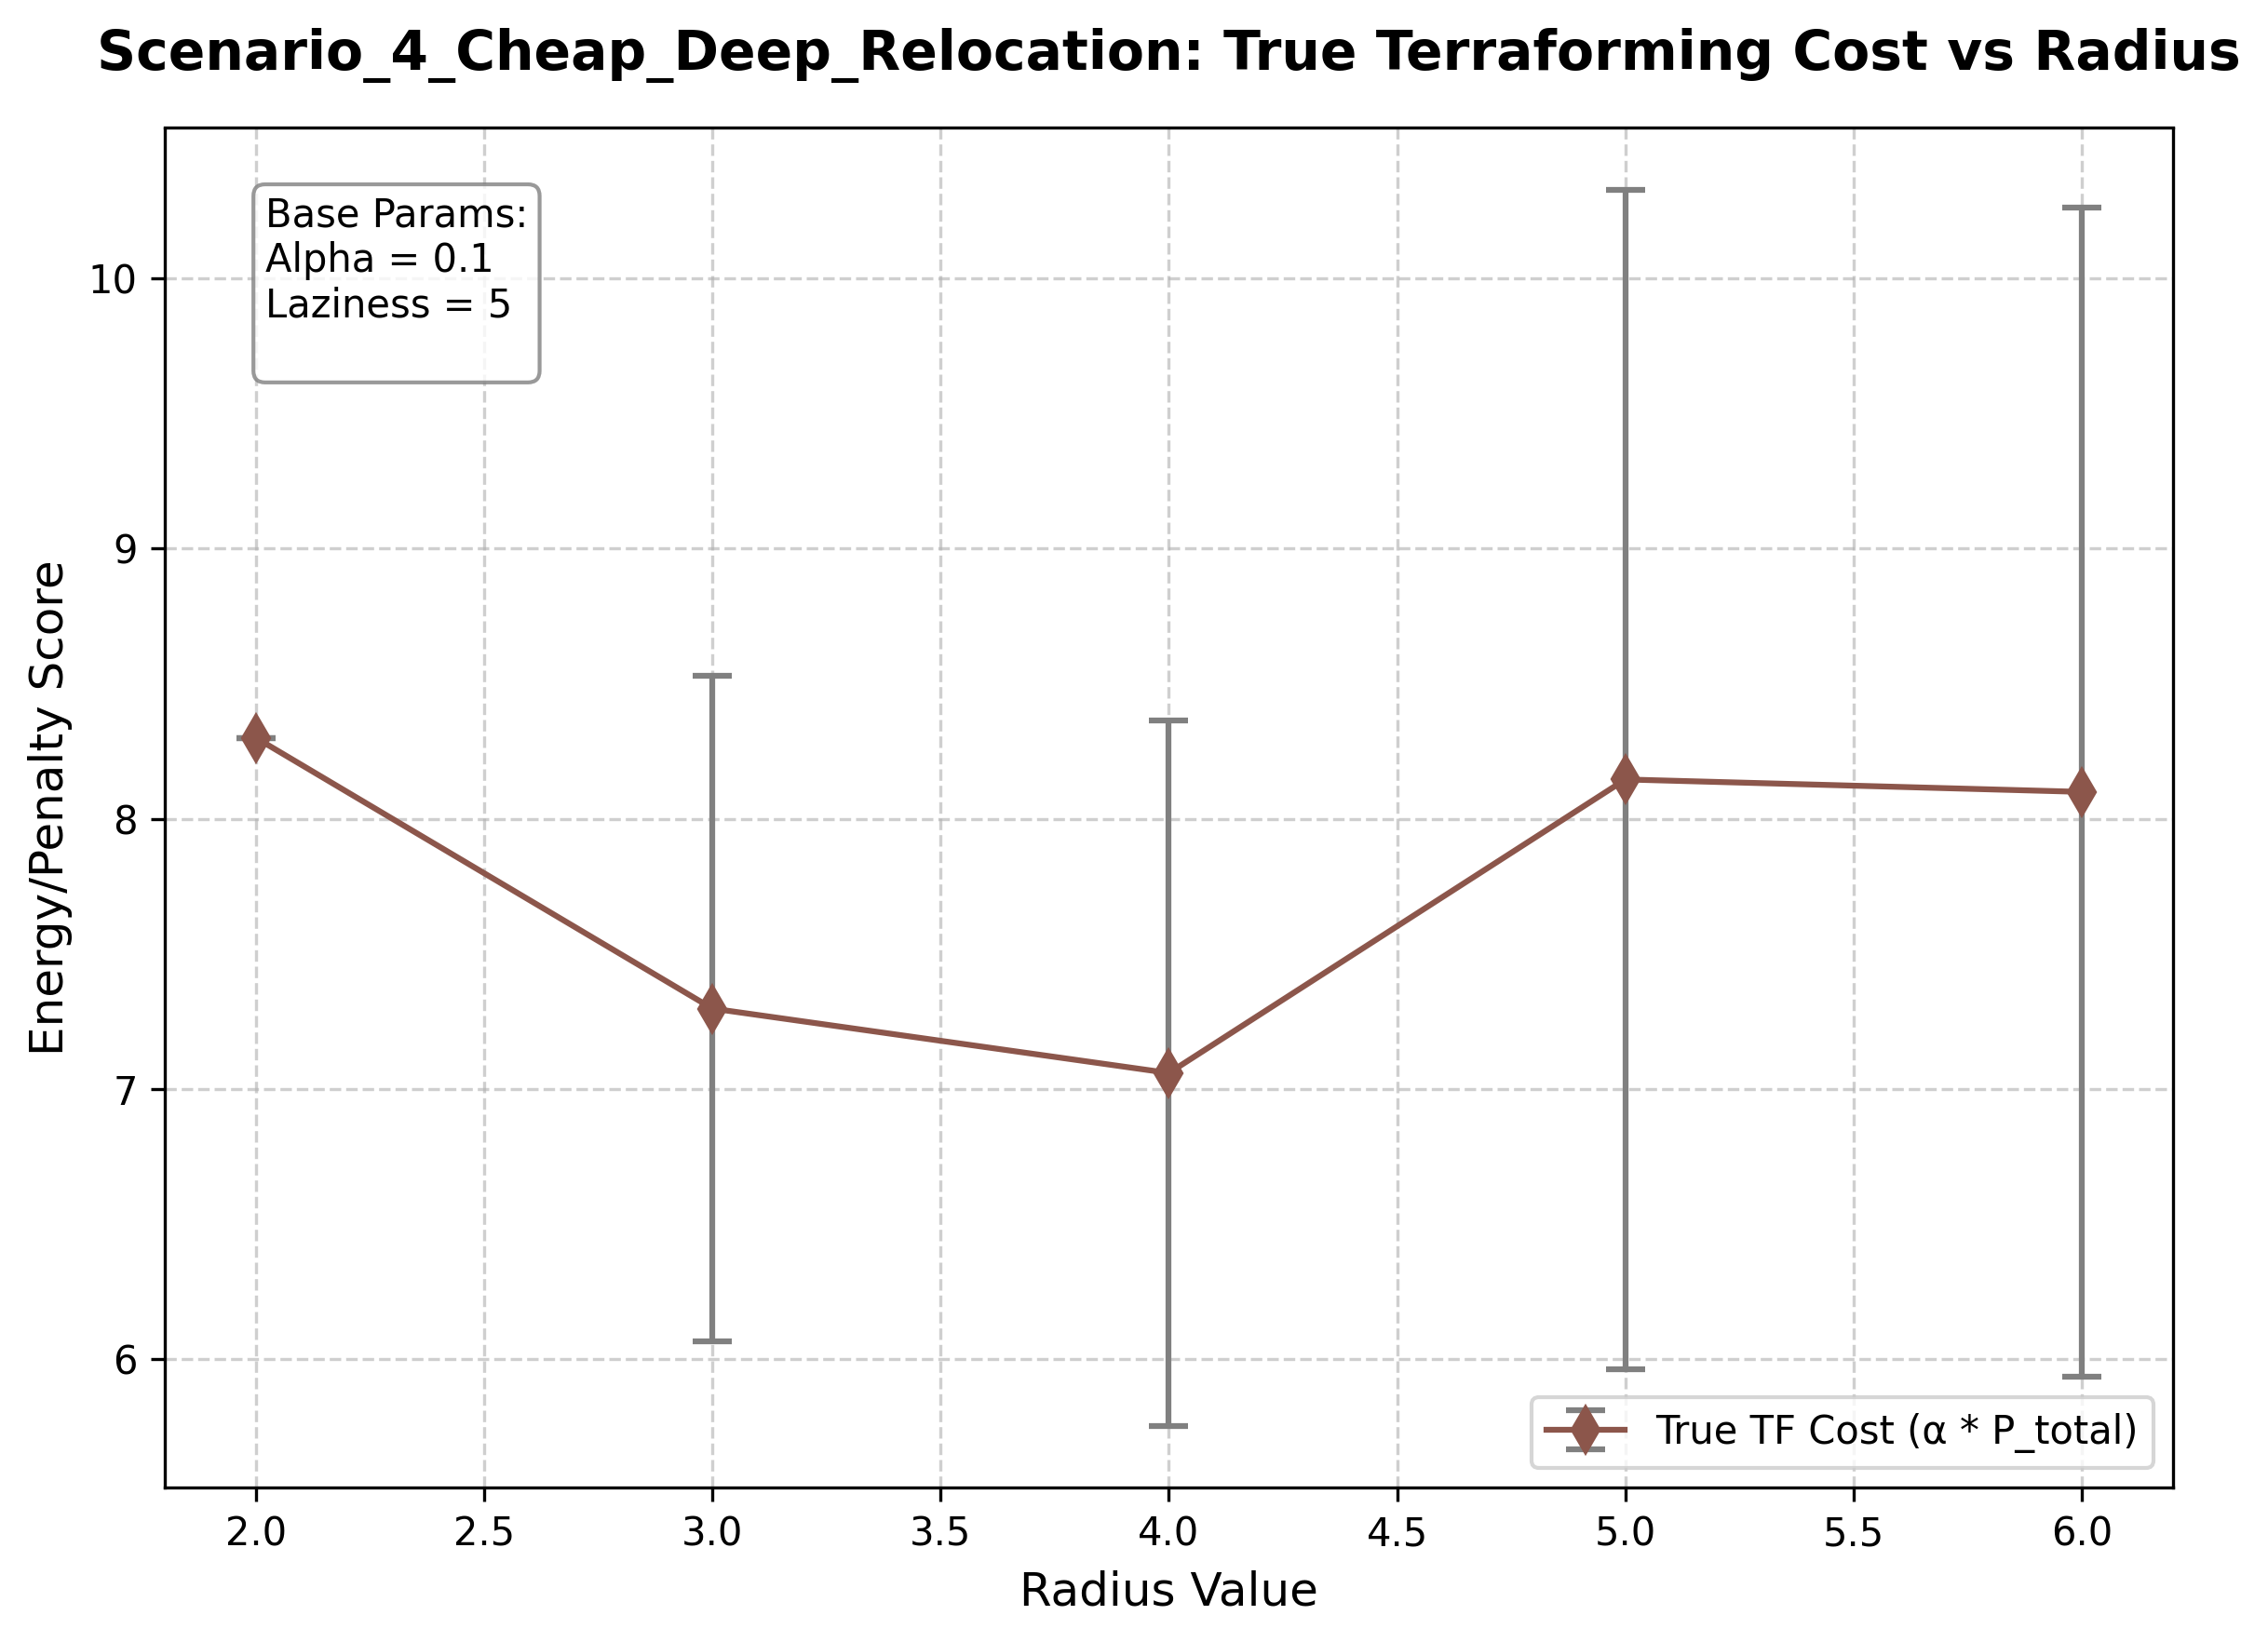 Scenario_4_Cheap_Deep_Relocation: True Terraforming Cost vs Radius
Base Params:
Alpha = 0.1
Laziness = 5
Energy/Penalty Score
10
9
8
7
6
True TF Cost (α * P_total)
2.0 2.5 3.0 3.5 4.0 4.5 5.0 5.5 6.0
Radius Value